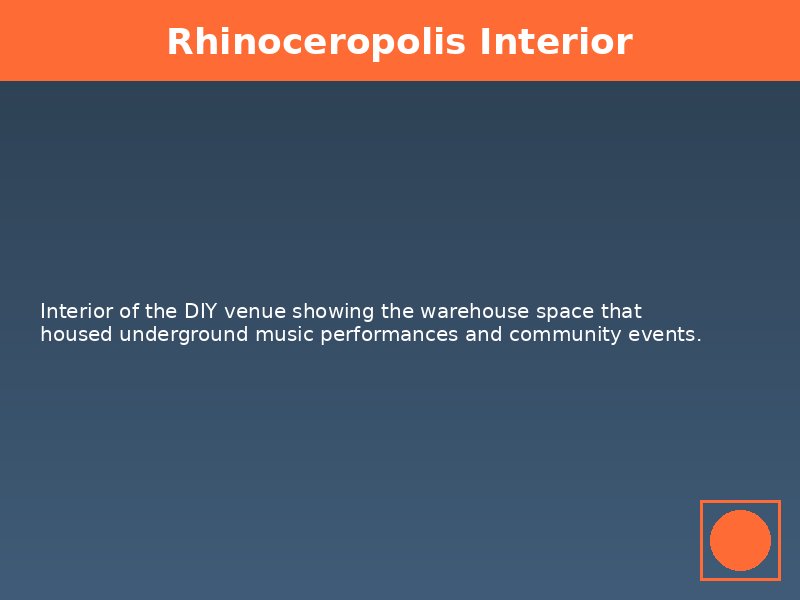 Rhinoceropolis Interior
Interior of the DIY venue showing the warehouse space that
housed underground music performances and community events.